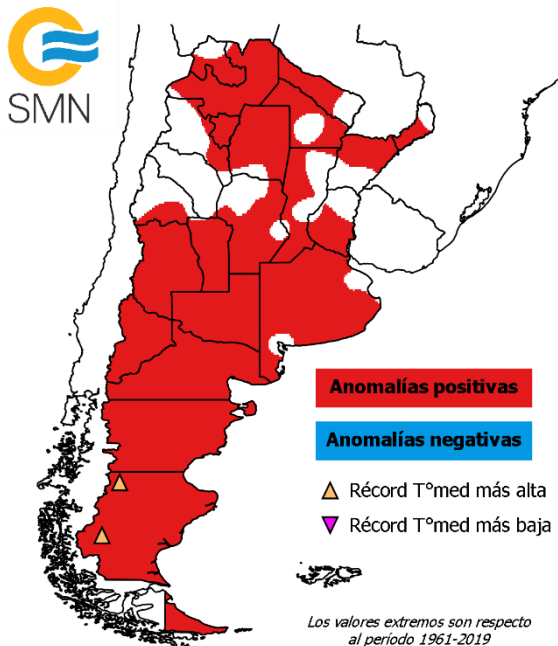 SMN
Anomalías positivas
Anomalías negativas
Récord T°med más alta
Récord T°med más baja
Los valores extremos son respecto
al período 1961-2019